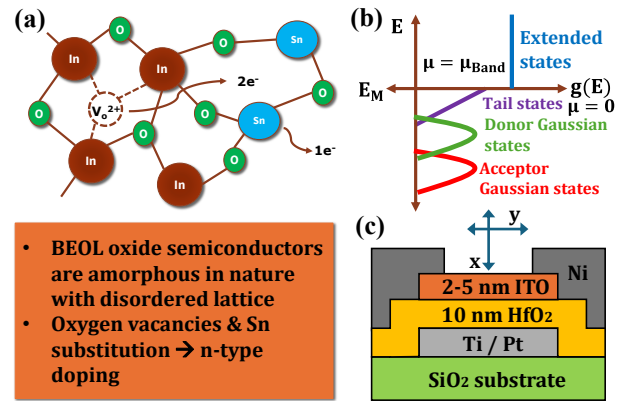 (a)
O
O
Sn
In
In
2e-
O
Vo2+
O
Sn
O
O
In
In
O
1e-
• BEOL oxide semiconductors
are amorphous in nature
with disordered lattice
• Oxygen vacancies & Sn
substitution → n-type
doping
(b)
E
μ = μBand
Extended
states
EM
g(E)
Tail states
μ = 0
Donor Gaussian
states
Acceptor
Gaussian states
(c)
y
x
Ni
2-5 nm ITO
10 nm HfO2
Ti / Pt
SiO2 substrate